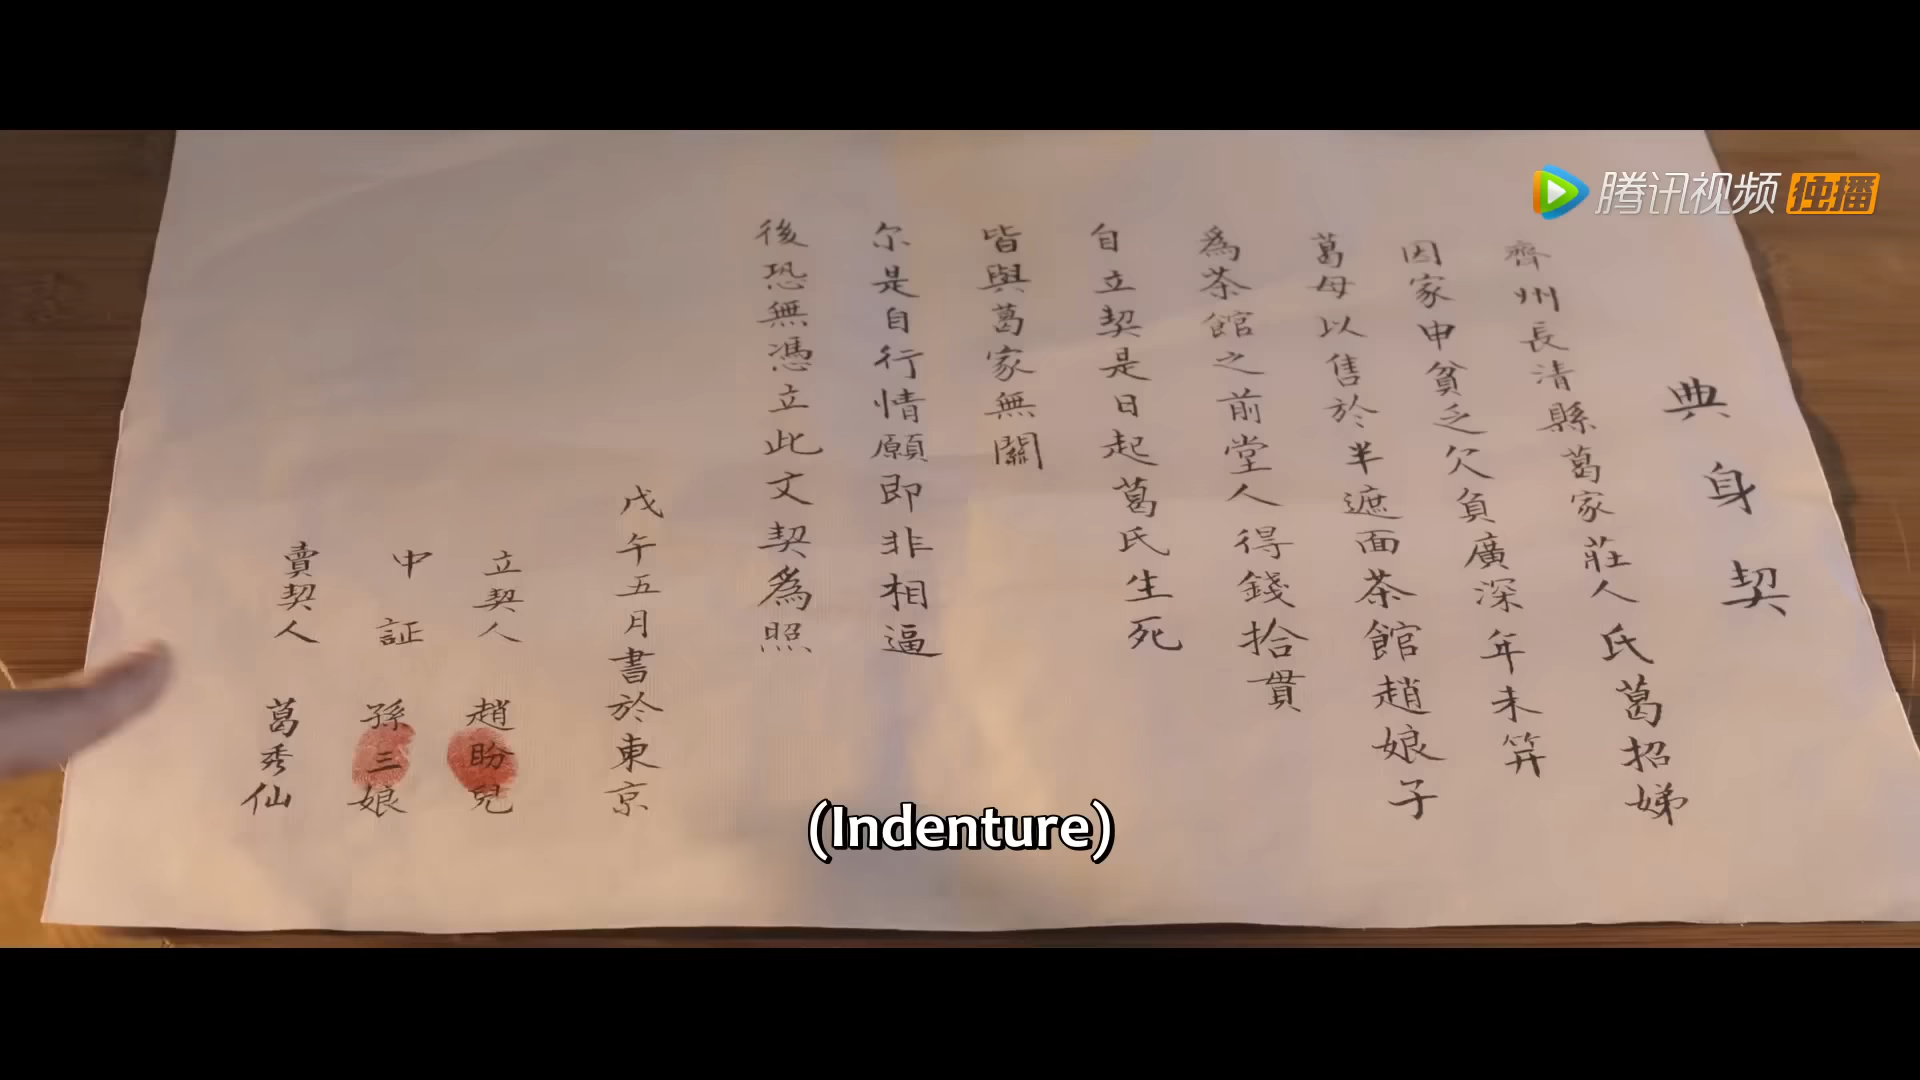 腾讯视频 独播
典身契
齊州長清縣葛家莊人氏葛招娣
因家申貧乏欠負廣深年未笄
葛母以售於半遮面茶館趙娘子
為茶館之前堂人得錢拾貫
自立契是日起葛氏生死
皆與葛家無關
尔是自行情願即非相逼
後恐無憑立此文契為照
戊午五月書於東京
立契人 趙盼兒
中証 孫三娘
賣契人 葛秀仙
(Indenture)